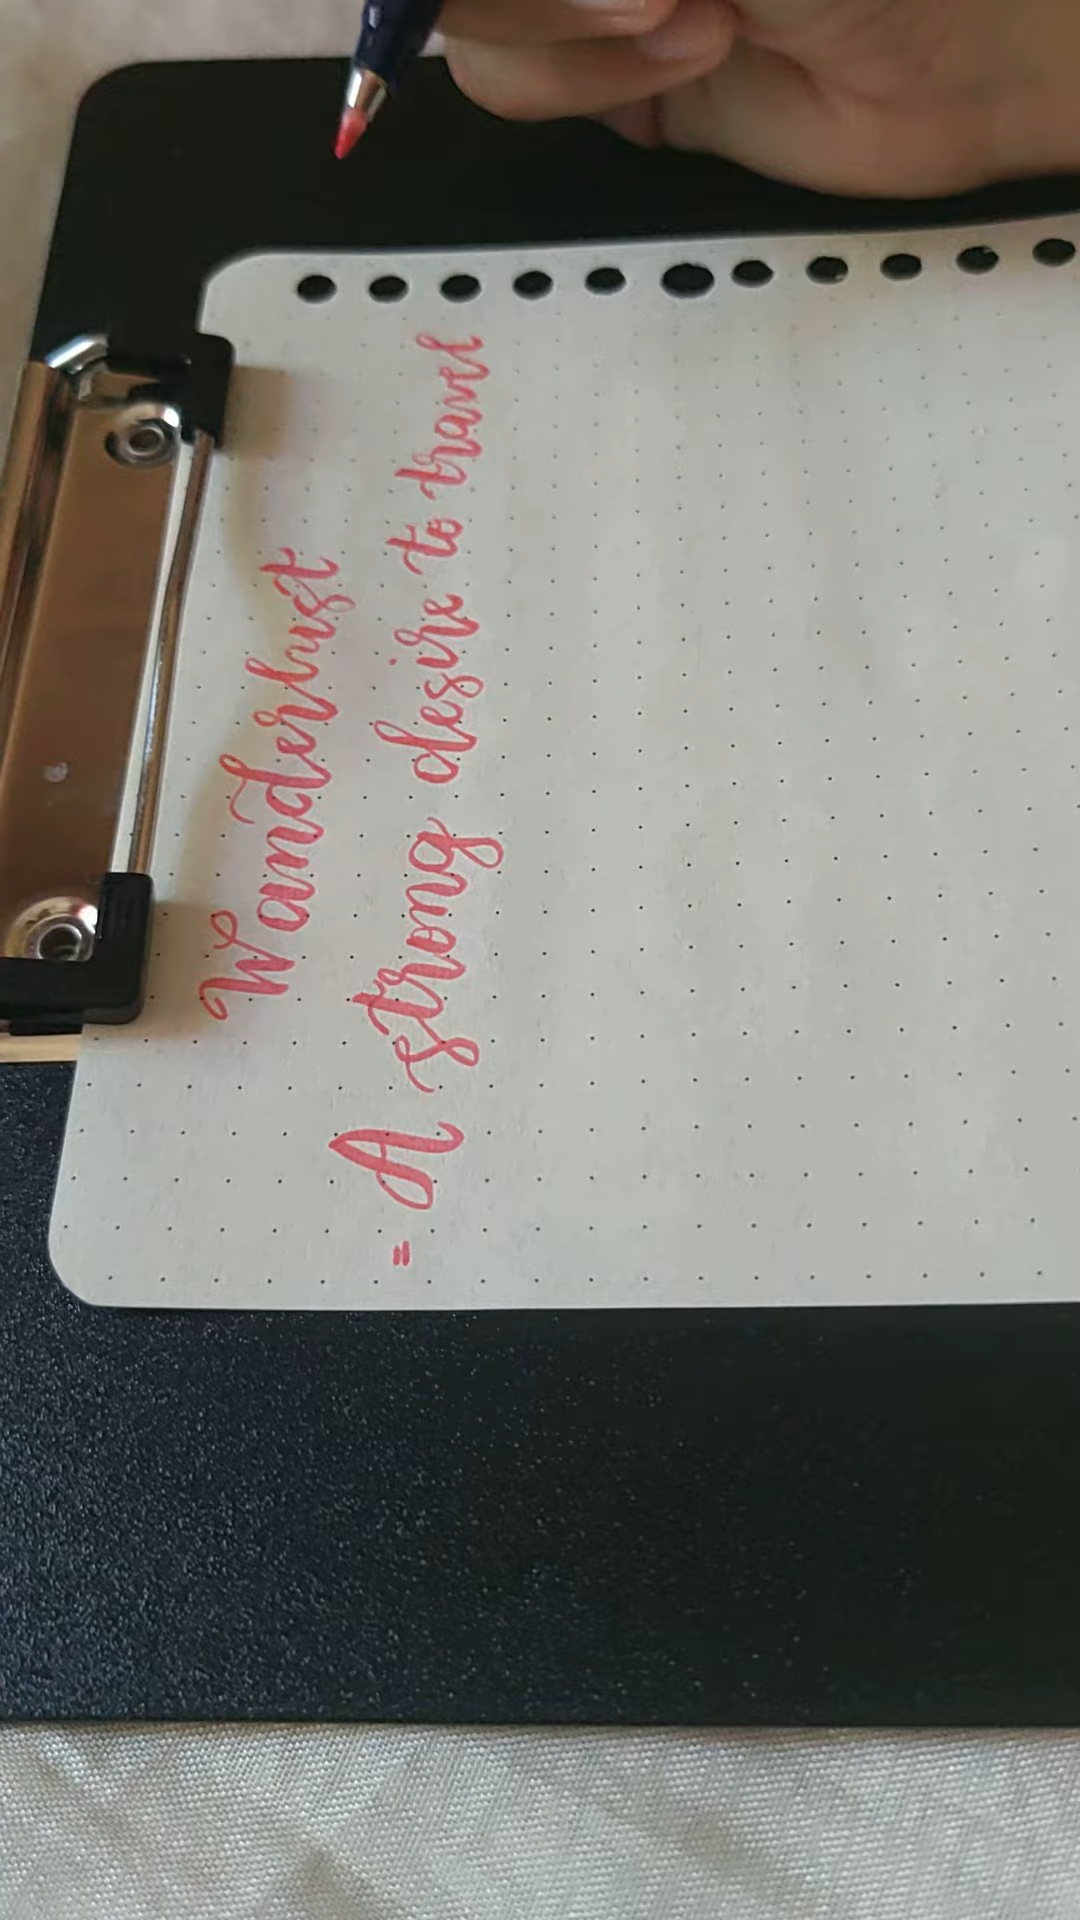 Wanderlust
= A strong desire to travel